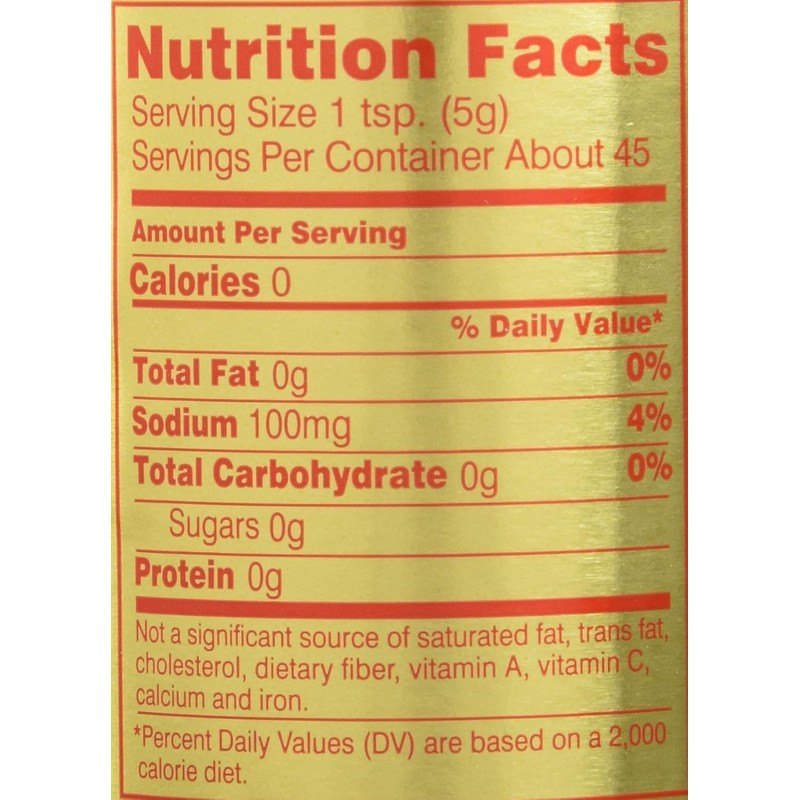 Nutrition Facts
Serving Size 1 tsp. (5g)
Servings Per Container About 45
Amount Per Serving
Calories 0
% Daily Value*
Total Fat 0g 0%
Sodium 100mg 4%
Total Carbohydrate 0g 0%
Sugars 0g
Protein 0g
Not a significant source of saturated fat, trans fat,
cholesterol, dietary fiber, vitamin A, vitamin C,
calcium and iron.
*Percent Daily Values (DV) are based on a 2,000
calorie diet.